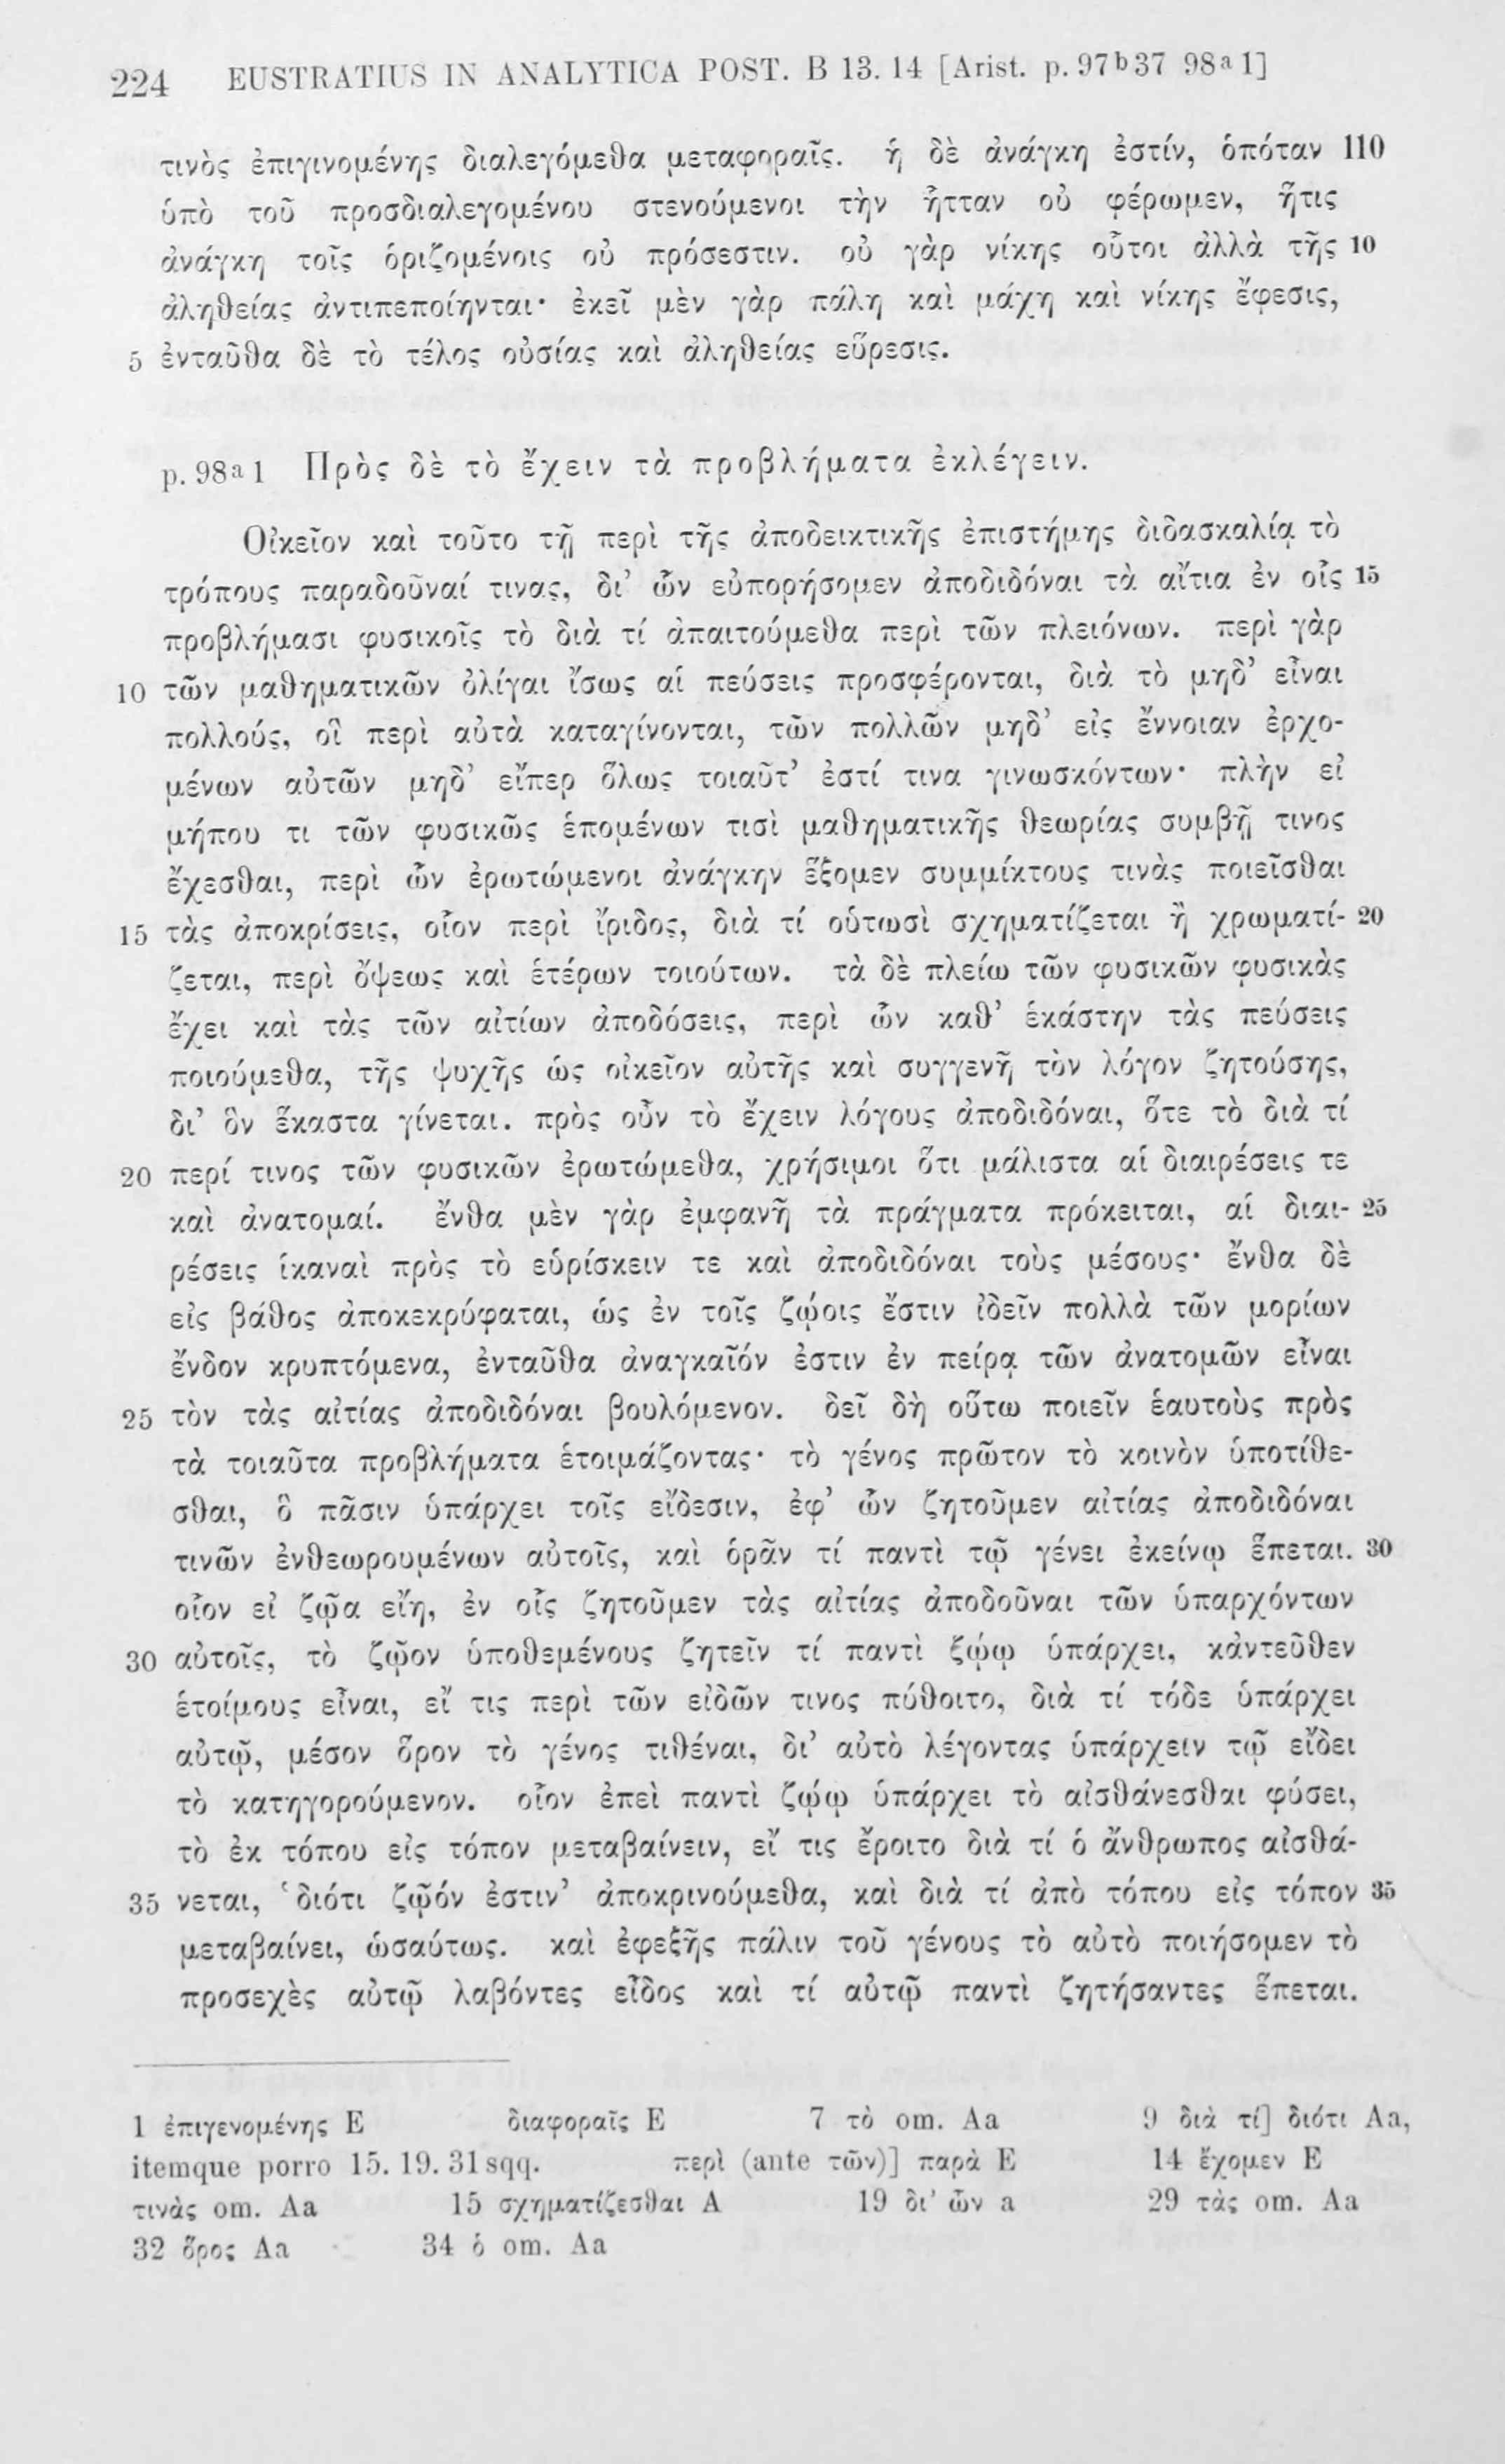 224 EUSTRATIUS IN ANALYTICA POST. B 13. 14 [Arist. p. 97b37 98a1]
τινὸς ἐπιγινομένης διαλεγόμεθα μεταφοραῖς. ἡ δὲ ἀνάγκη ἐστίν, ὁπόταν 110
ὑπὸ τοῦ προσδιαλεγομένου στενούμενοι τὴν ἧτταν οὐ φέρωμεν, ἥτις
ἀνάγκη τοῖς ὁριζομένοις οὐ πρόσεστιν. οὐ γὰρ νίκης οὗτοι ἀλλὰ τῆς 10
ἀληθείας ἀντιπεποίηνται· ἐκεῖ μὲν γὰρ πάλη καὶ μάχη καὶ νίκης ἔφεσις,
5 ἐνταῦθα δὲ τὸ τέλος οὐσίας καὶ ἀληθείας εὕρεσις.
p. 98a1 Πρὸς δὲ τὸ ἔχειν τὰ προβλήματα ἐκλέγειν.
Οἰκεῖον καὶ τοῦτο τῇ περὶ τῆς ἀποδεικτικῆς ἐπιστήμης διδασκαλίᾳ τὸ
τρόπους παραδοῦναί τινας, δι’ ὧν εὐπορήσομεν ἀποδιδόναι τὰ αἴτια ἐν οἷς 15
προβλήμασι φυσικοῖς τὸ διὰ τί ἀπαιτούμεθα περὶ τῶν πλειόνων. περὶ γὰρ
10 τῶν μαθηματικῶν ὀλίγαι ἴσως αἱ πεύσεις προσφέρονται, διὰ τὸ μηδ’ εἶναι
πολλούς, οἳ περὶ αὐτὰ καταγίνονται, τῶν πολλῶν μηδ’ εἰς ἔννοιαν ἐρχο-
μένων αὐτῶν μηδ’ εἴπερ ὅλως τοιαῦτ’ ἐστί τινα γινωσκόντων· πλὴν εἰ
μήπου τι τῶν φυσικῶς ἑπομένων τισὶ μαθηματικῆς θεωρίας συμβῇ τινος
ἔχεσθαι, περὶ ὧν ἐρωτώμενοι ἀνάγκην ἕξομεν συμμίκτους τινὰς ποιεῖσθαι
15 τὰς ἀποκρίσεις, οἷον περὶ ἴριδος, διὰ τί οὑτωσὶ σχηματίζεται ἢ χρωματί- 20
ζεται, περὶ ὄψεως καὶ ἑτέρων τοιούτων. τὰ δὲ πλείω τῶν φυσικῶν φυσικὰς
ἔχει καὶ τὰς τῶν αἰτίων ἀποδόσεις, περὶ ὧν καθ’ ἑκάστην τὰς πεύσεις
ποιούμεθα, τῆς ψυχῆς ὡς οἰκεῖον αὐτῆς καὶ συγγενῆ τὸν λόγον ζητούσης,
δι’ ὃν ἕκαστα γίνεται. πρὸς οὖν τὸ ἔχειν λόγους ἀποδιδόναι, ὅτε τὸ διὰ τί
20 περί τινος τῶν φυσικῶν ἐρωτώμεθα, χρήσιμοι ὅτι μάλιστα αἱ διαιρέσεις τε
καὶ ἀνατομαί. ἔνθα μὲν γὰρ ἐμφανῆ τὰ πράγματα πρόκειται, αἱ διαι- 25
ρέσεις ἱκαναὶ πρὸς τὸ εὑρίσκειν τε καὶ ἀποδιδόναι τοὺς μέσους· ἔνθα δὲ
εἰς βάθος ἀποκεκρύφαται, ὡς ἐν τοῖς ζῴοις ἔστιν ἰδεῖν πολλὰ τῶν μορίων
ἔνδον κρυπτόμενα, ἐνταῦθα ἀναγκαῖόν ἐστιν ἐν πείρᾳ τῶν ἀνατομῶν εἶναι
25 τὸν τὰς αἰτίας ἀποδιδόναι βουλόμενον. δεῖ δὴ οὕτω ποιεῖν ἑαυτοὺς πρὸς
τὰ τοιαῦτα προβλήματα ἑτοιμάζοντας· τὸ γένος πρῶτον τὸ κοινὸν ὑποτίθε-
σθαι, ὃ πᾶσιν ὑπάρχει τοῖς εἴδεσιν, ἐφ’ ὧν ζητοῦμεν αἰτίας ἀποδιδόναι
τινῶν ἐνθεωρουμένων αὐτοῖς, καὶ ὁρᾶν τί παντὶ τῷ γένει ἐκείνῳ ἕπεται. 30
οἷον εἰ ζῷα εἴη, ἐν οἷς ζητοῦμεν τὰς αἰτίας ἀποδοῦναι τῶν ὑπαρχόντων
30 αὐτοῖς, τὸ ζῷον ὑποθεμένους ζητεῖν τί παντὶ ζῴῳ ὑπάρχει, κἀντεῦθεν
ἑτοίμους εἶναι, εἴ τις περὶ τῶν εἰδῶν τινος πύθοιτο, διὰ τί τόδε ὑπάρχει
αὐτῷ, μέσον ὅρον τὸ γένος τιθέναι, δι’ αὐτὸ λέγοντας ὑπάρχειν τῷ εἴδει
τὸ κατηγορούμενον. οἷον ἐπεὶ παντὶ ζῴῳ ὑπάρχει τὸ αἰσθάνεσθαι φύσει,
τὸ ἐκ τόπου εἰς τόπον μεταβαίνειν, εἴ τις ἔροιτο διὰ τί ὁ ἄνθρωπος αἰσθά-
35 νεται, ‘διότι ζῷόν ἐστιν’ ἀποκρινούμεθα, καὶ διὰ τί ἀπὸ τόπου εἰς τόπον 35
μεταβαίνει, ὡσαύτως. καὶ ἐφεξῆς πάλιν τοῦ γένους τὸ αὐτὸ ποιήσομεν τὸ
προσεχὲς αὐτῷ λαβόντες εἶδος καὶ τί αὐτῷ παντὶ ζητήσαντες ἕπεται.
1 ἐπιγενομένης E διαφοραῖς E 7 τὸ om. Aa 9 διὰ τί] διότι Aa,
itemque porro 15. 19. 31 sqq. περὶ (ante τῶν)] παρὰ E 14 ἔχομεν E
τινὰς om. Aa 15 σχηματίζεσθαι A 19 δι’ ὧν a 29 τὰς om. Aa
32 ὅρος Aa 34 ὁ om. Aa